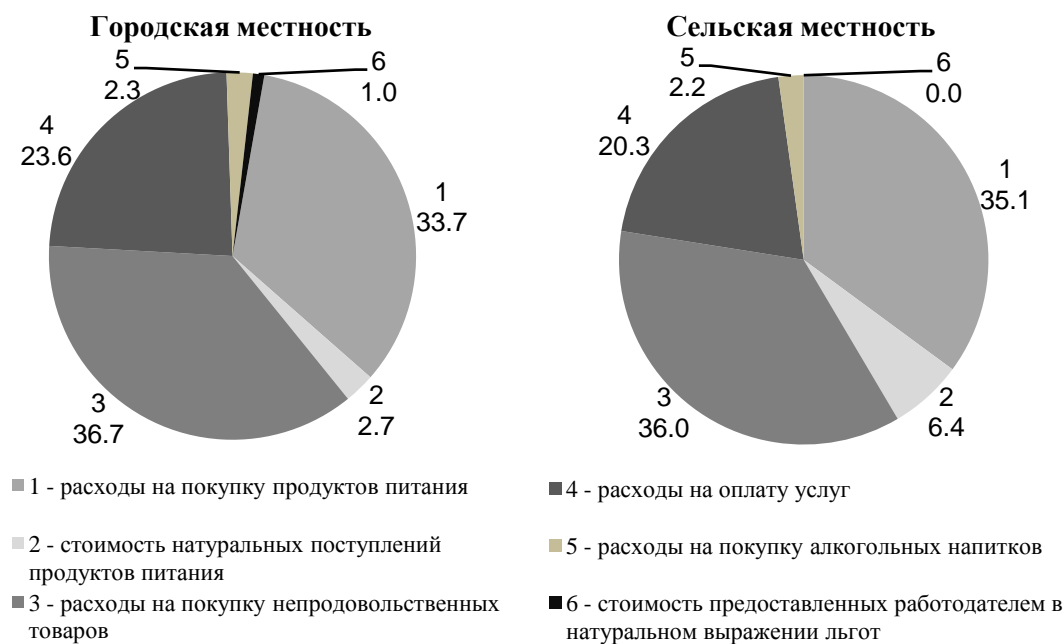 Городская местность
5
2.3
6
1.0
4
23.6
1
33.7
3
36.7
2
2.7
Сельская местность
5
2.2
6
0.0
4
20.3
1
35.1
3
36.0
2
6.4
1 - расходы на покупку продуктов питания
2 - стоимость натуральных поступлений
продуктов питания
3 - расходы на покупку непродовольственных
товаров
4 - расходы на оплату услуг
5 - расходы на покупку алкогольных напитков
6 - стоимость предоставленных работодателем в
натуральном выражении льгот